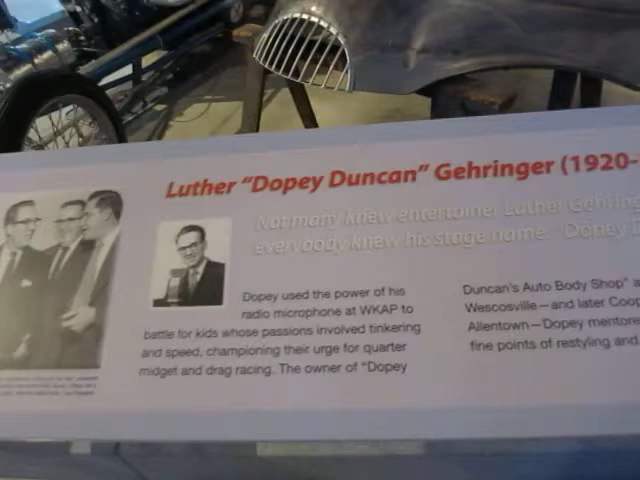 Luther "Dopey Duncan" Gehringer (1920-
Not many knew entertainer Luther Gehring
everybody knew his stage name. Dopey D
Dopey used the power of his
radio microphone at WKAP to
battle for kids whose passions involved tinkering
and speed, championing their urge for quarter
midget and drag racing. The owner of "Dopey
Duncan's Auto Body Shop" a
Wescosville—and later Coop
Allentown—Dopey mentore
fine points of restyling and